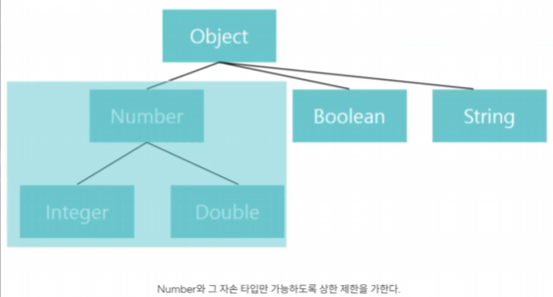 Object
Number
Boolean
String
Integer
Double
Number와 그 자손 타입만 가능하도록 상한 제한을 가한다.